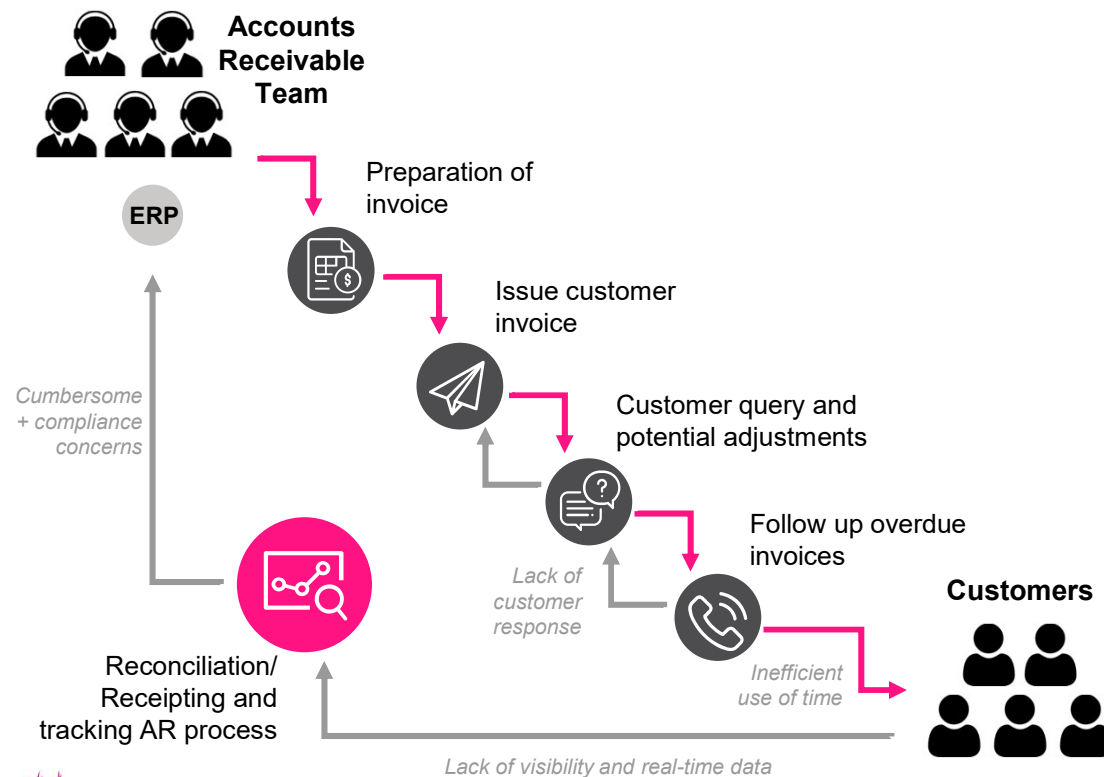 Accounts
Receivable
Team
ERP
Preparation of
invoice
$
Issue customer
invoice
Customer query and
potential adjustments
?
Follow up overdue
invoices
Cumbersome
+ compliance
concerns
Lack of
customer
response
Customers
Inefficient
use of time
Reconciliation/
Receipting and
tracking AR process
Lack of visibility and real-time data